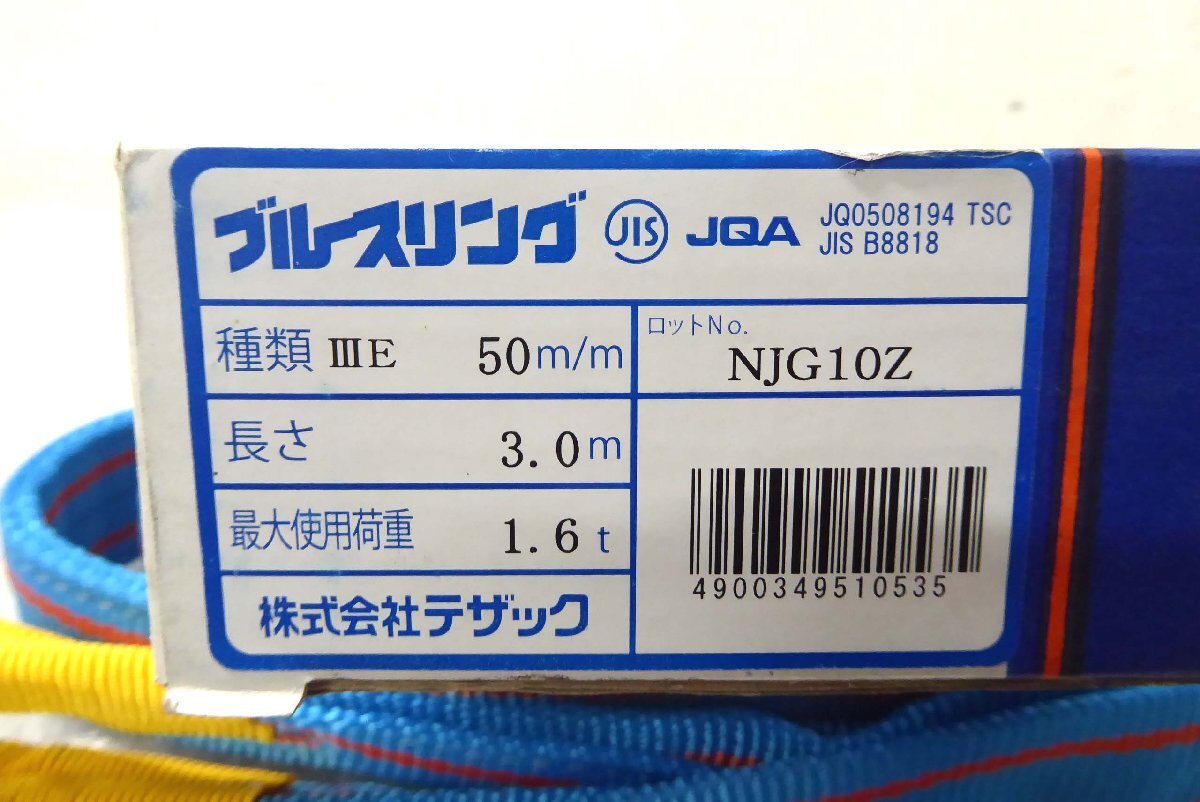 ブルースリング JIS JQA JQ0508194 TSC
JIS B8818
種類 ⅢE 50m/m
ロットNo.
NJG10Z
長さ 3.0m
最大使用荷重 1.6t
株式会社テザック
4900349510535